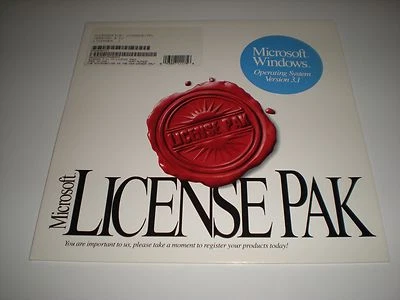 Microsoft
Windows™
Operating System
Version 3.1
LICENSE PAK
Microsoft®
LICENSE PAK
You are important to us, please take a moment to register your products today!